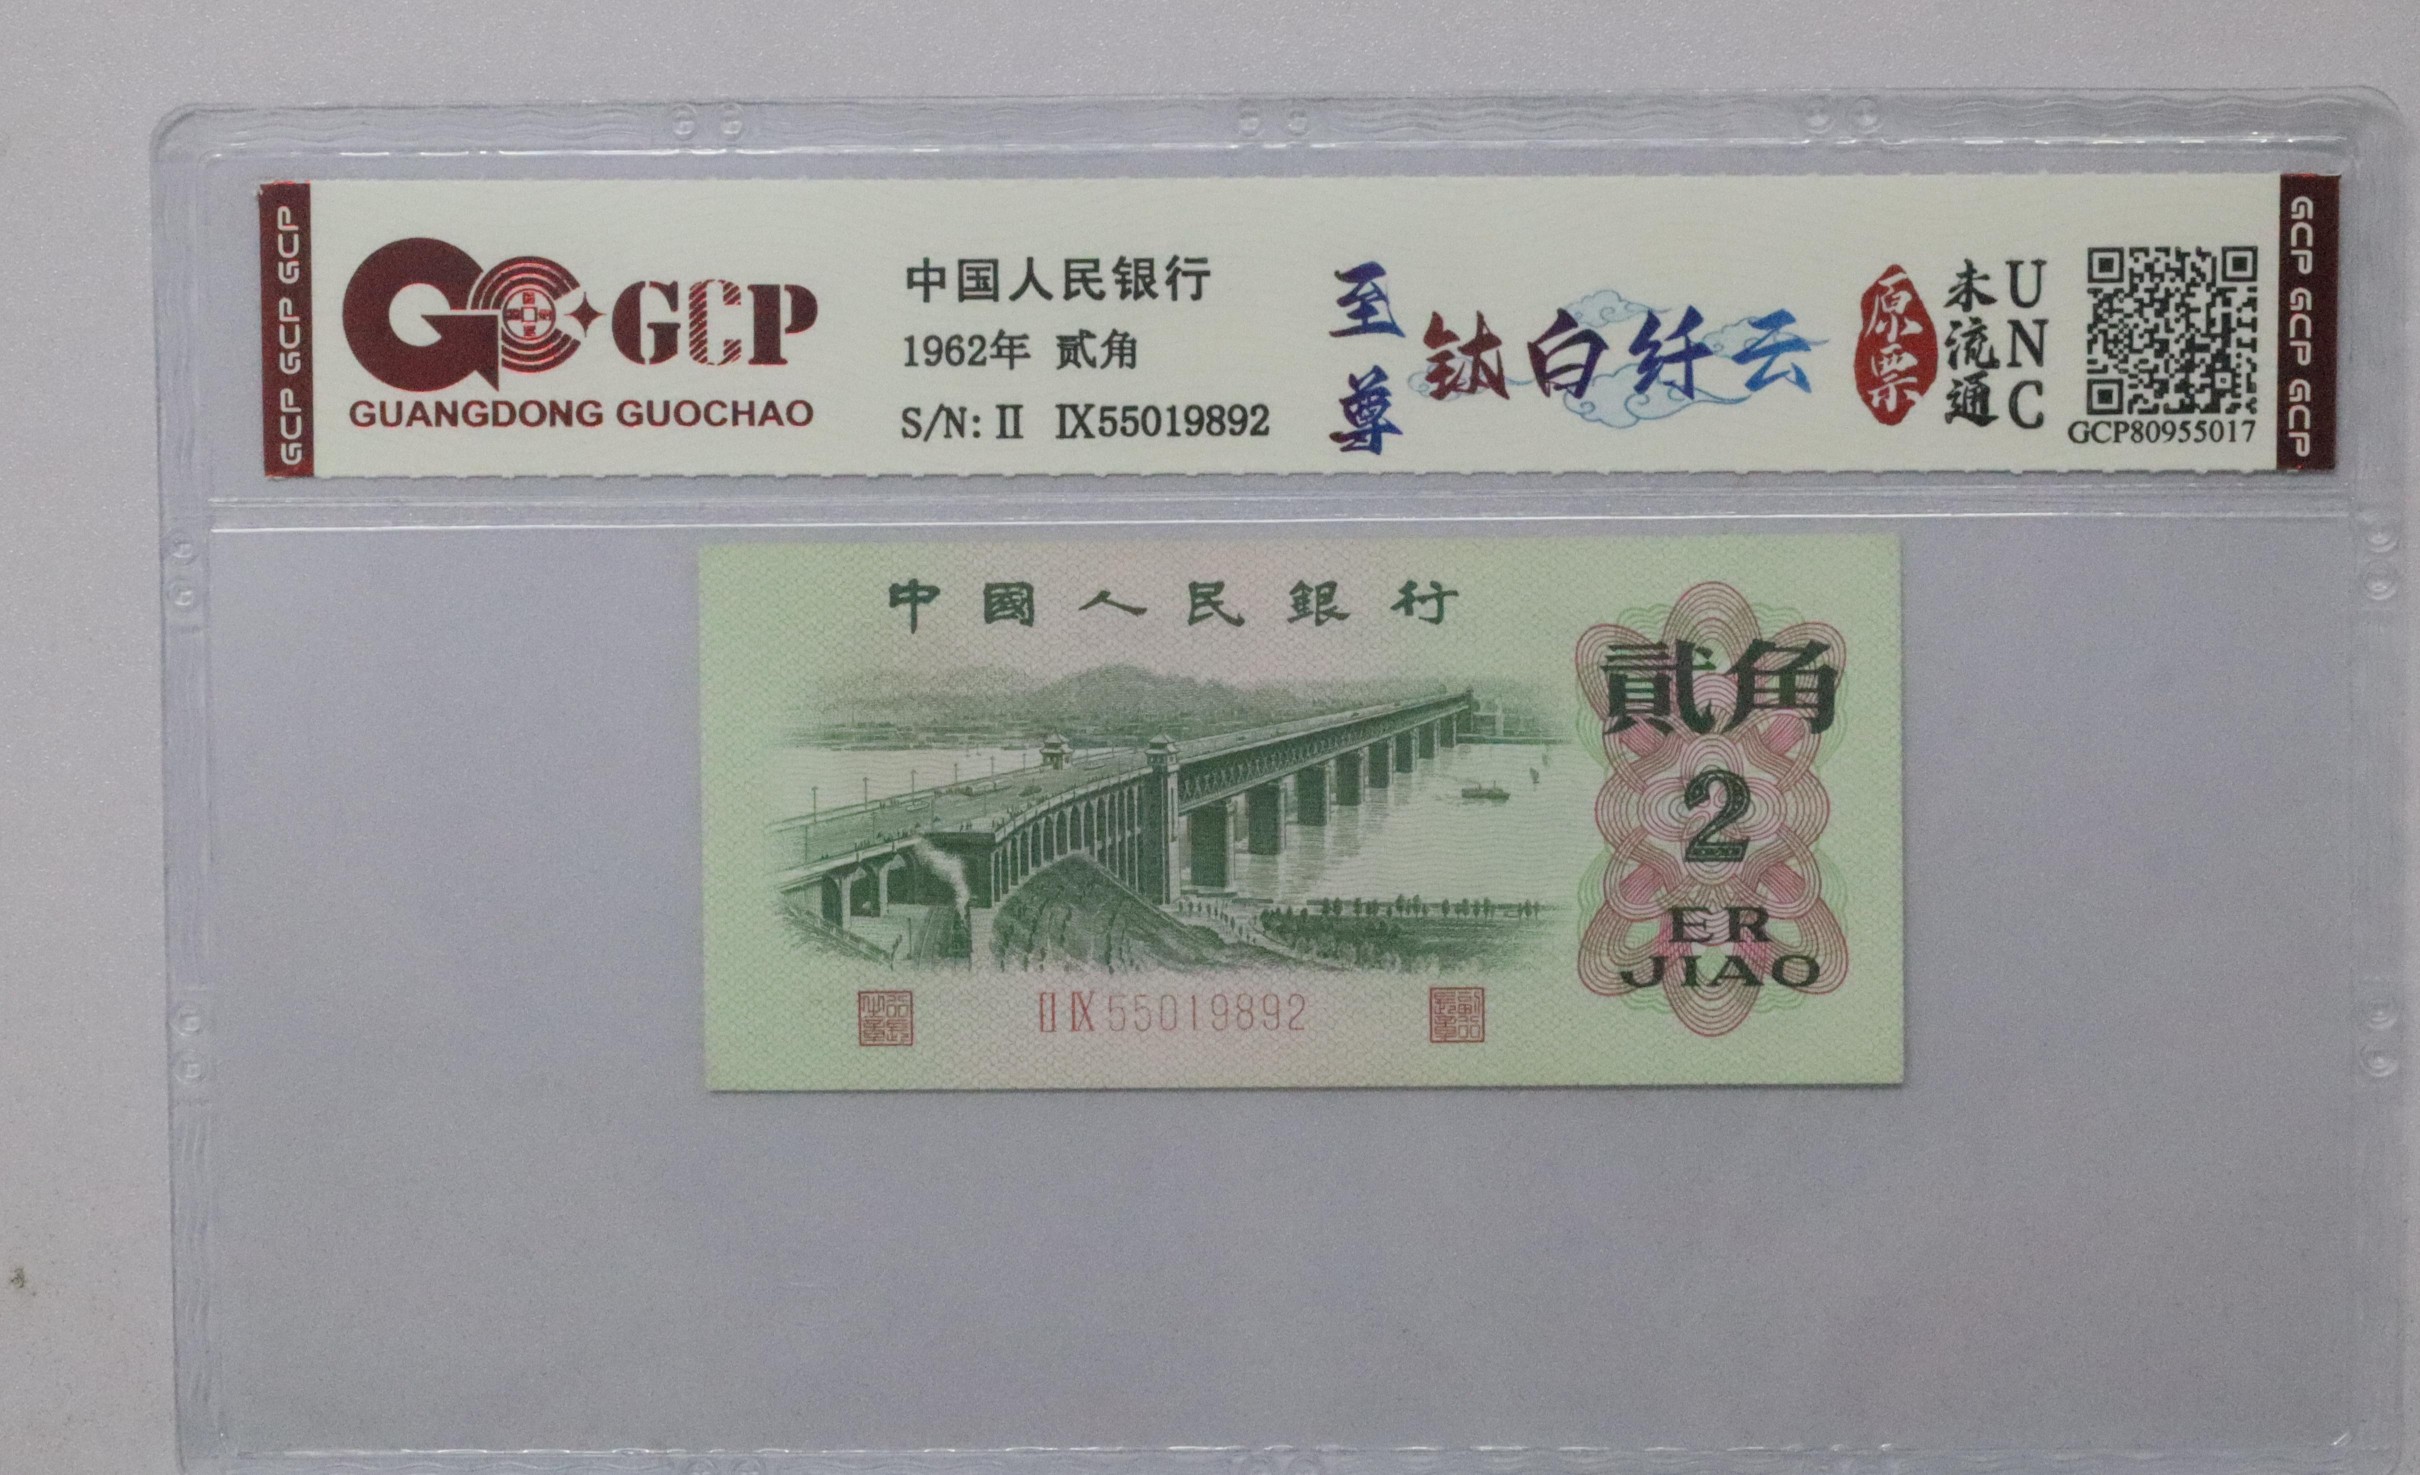 GCP GCP GCP
GCP
GUANGDONG GUOCHAO
中国人民银行
1962年 贰角
S/N: II IX55019892
至尊
钛白纤云
原票
未流通
UNC
GCP80955017
GCP GCP GCP
中國人民銀行
貳角
2
ER
JIAO
II IX 55019892